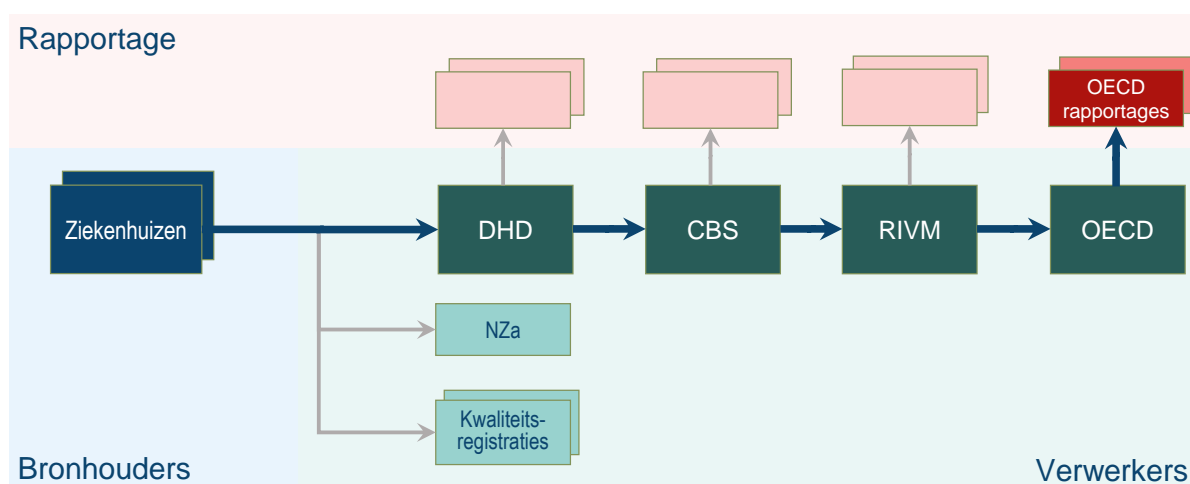 Rapportage
OECD
rapportages
Ziekenhuizen
DHD
CBS
RIVM
OECD
NZa
Kwaliteits-
registraties
Bronhouders
Verwerkers